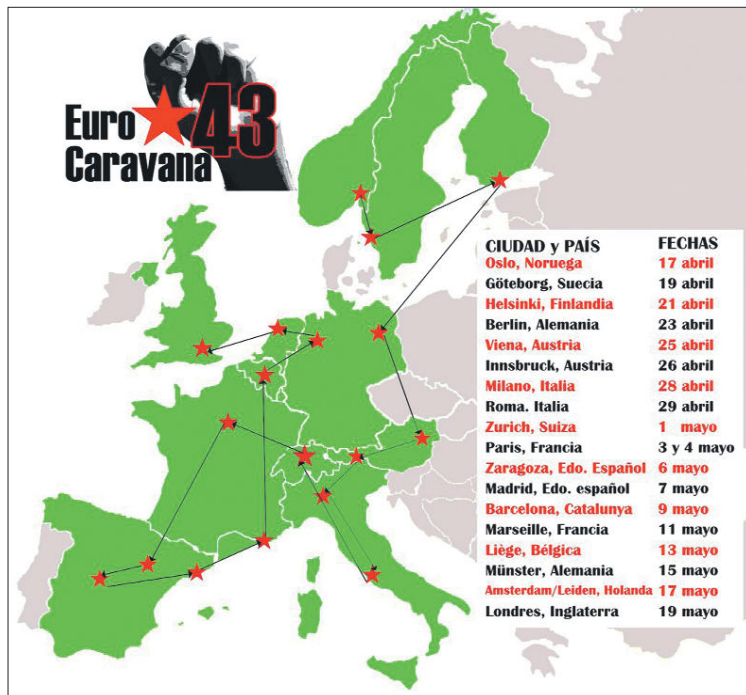 Euro 43
Caravana
CIUDAD y PAÍS FECHAS
Oslo, Noruega 17 abril
Göteborg, Suecia 19 abril
Helsinki, Finlandia 21 abril
Berlin, Alemania 23 abril
Viena, Austria 25 abril
Innsbruck, Austria 26 abril
Milano, Italia 28 abril
Roma. Italia 29 abril
Zurich, Suiza 1 mayo
Paris, Francia 3 y 4 mayo
Zaragoza, Edo. Español 6 mayo
Madrid, Edo. español 7 mayo
Barcelona, Catalunya 9 mayo
Marseille, Francia 11 mayo
Liège, Bélgica 13 mayo
Münster, Alemania 15 mayo
Amsterdam/Leiden, Holanda 17 mayo
Londres, Inglaterra 19 mayo